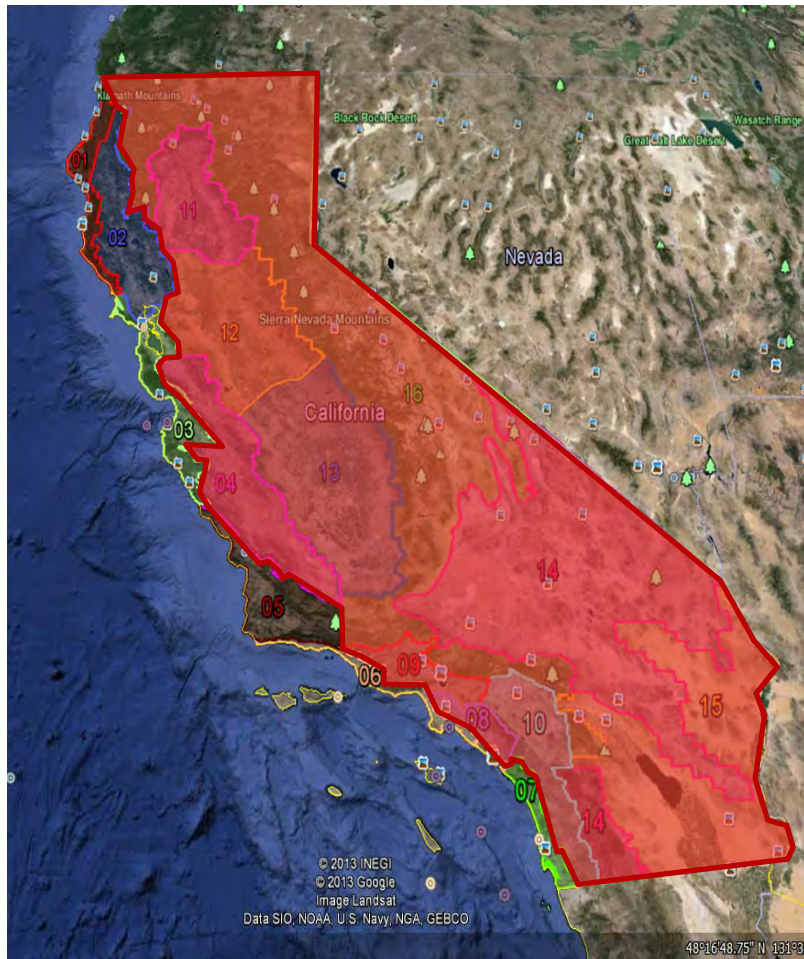 Klamath Mountains
Black Rock Desert
Wasatch Range
Great Salt Lake Desert
01
11
02
Nevada
12
Sierra Nevada Mountains
16
California
03
13
04
14
05
09
06
15
08
10
07
14
© 2013 INEGI
© 2013 Google
Image Landsat
Data SIO, NOAA, U.S. Navy, NGA, GEBCO
48°16'48.75" N 131°3